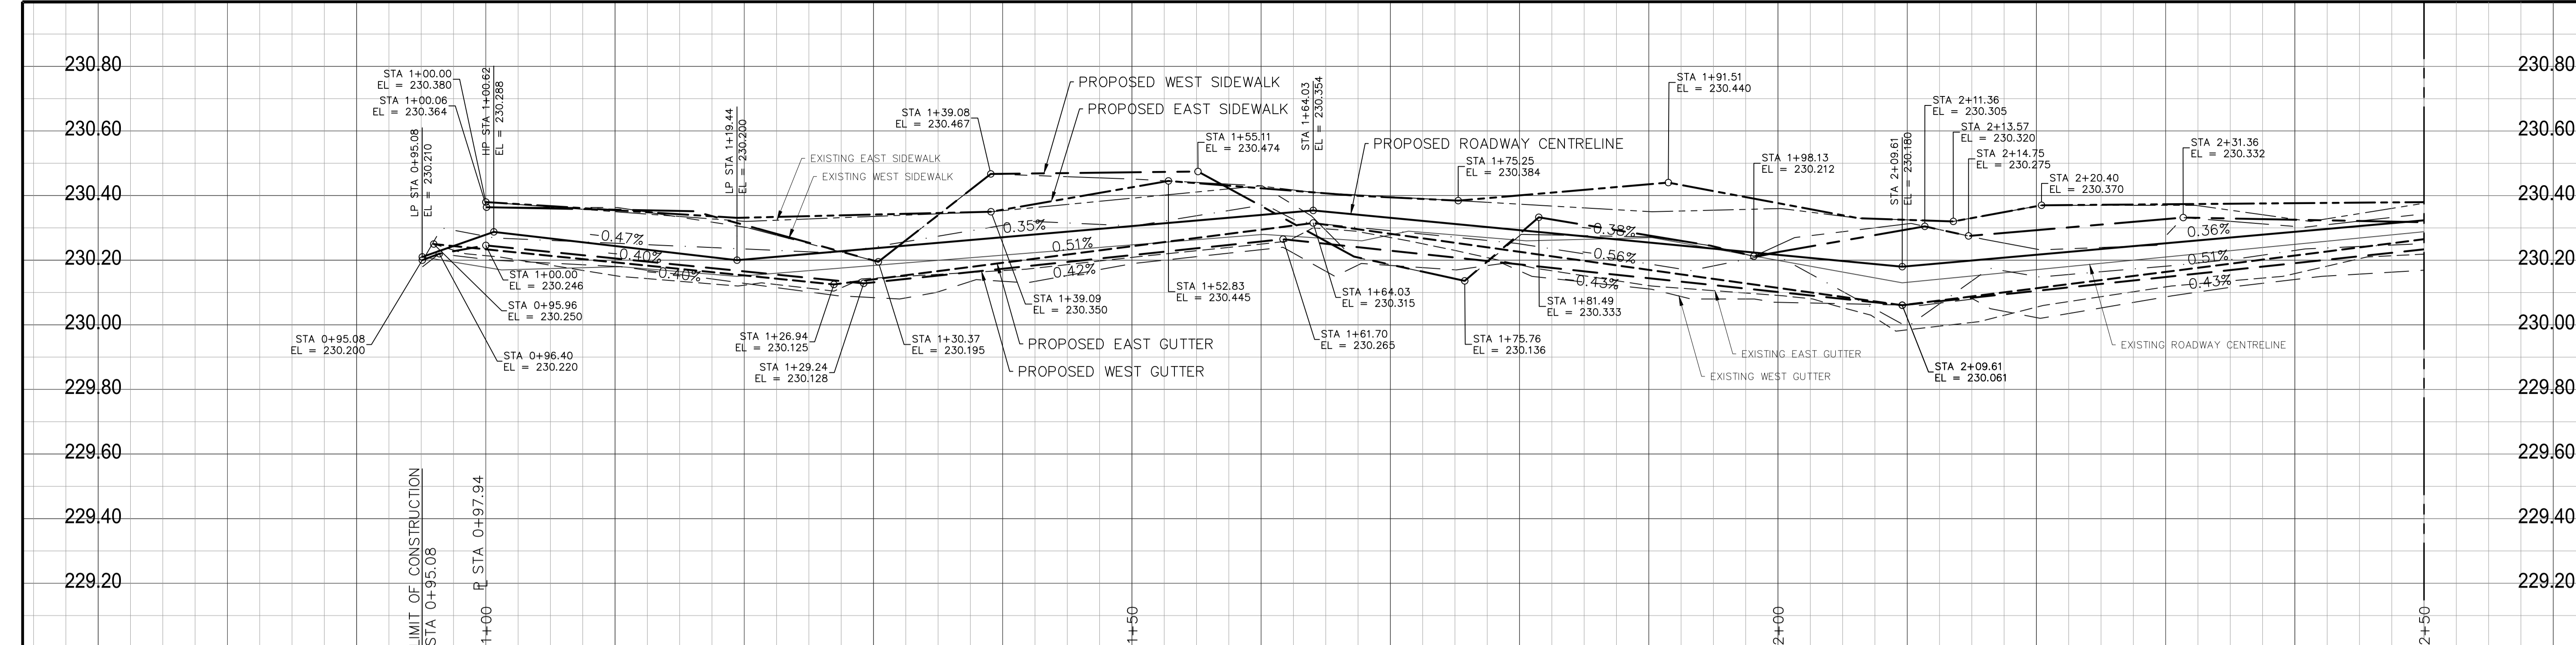 230.80
230.60
230.40
230.20
230.00
229.80
229.60
229.40
229.20
STA 1+00.00
EL = 230.380
STA 1+00.06
EL = 230.364
LP STA 0+95.08
EL = 230.210
HP STA 1+00.62
EL = 230.288
LP STA 1+19.44
EL = 230.200
EXISTING EAST SIDEWALK
EXISTING WEST SIDEWALK
STA 1+39.08
EL = 230.467
PROPOSED WEST SIDEWALK
PROPOSED EAST SIDEWALK
STA 1+55.11
EL = 230.474
STA 1+64.03
EL = 230.354
PROPOSED ROADWAY CENTRELINE
STA 1+75.25
EL = 230.384
STA 1+91.51
EL = 230.440
STA 1+98.13
EL = 230.212
STA 2+09.61
EL = 230.180
STA 2+11.36
EL = 230.305
STA 2+13.57
EL = 230.320
STA 2+14.75
EL = 230.275
STA 2+20.40
EL = 230.370
STA 2+31.36
EL = 230.332
-0.47%
-0.40%
-0.40%
0.35%
0.51%
0.42%
-0.38%
-0.56%
-0.43%
0.36%
0.51%
0.43%
STA 0+95.08
EL = 230.200
STA 1+00.00
EL = 230.246
STA 0+95.96
EL = 230.250
STA 0+96.40
EL = 230.220
STA 1+26.94
EL = 230.125
STA 1+29.24
EL = 230.128
STA 1+30.37
EL = 230.195
STA 1+39.09
EL = 230.350
PROPOSED EAST GUTTER
PROPOSED WEST GUTTER
STA 1+52.83
EL = 230.445
STA 1+64.03
EL = 230.315
STA 1+61.70
EL = 230.265
STA 1+75.76
EL = 230.136
STA 1+81.49
EL = 230.333
EXISTING EAST GUTTER
EXISTING WEST GUTTER
STA 2+09.61
EL = 230.061
EXISTING ROADWAY CENTRELINE
LIMIT OF CONSTRUCTION
STA 0+95.08
PL STA 0+97.94
1+00
1+50
2+00
2+50
230.80
230.60
230.40
230.20
230.00
229.80
229.60
229.40
229.20